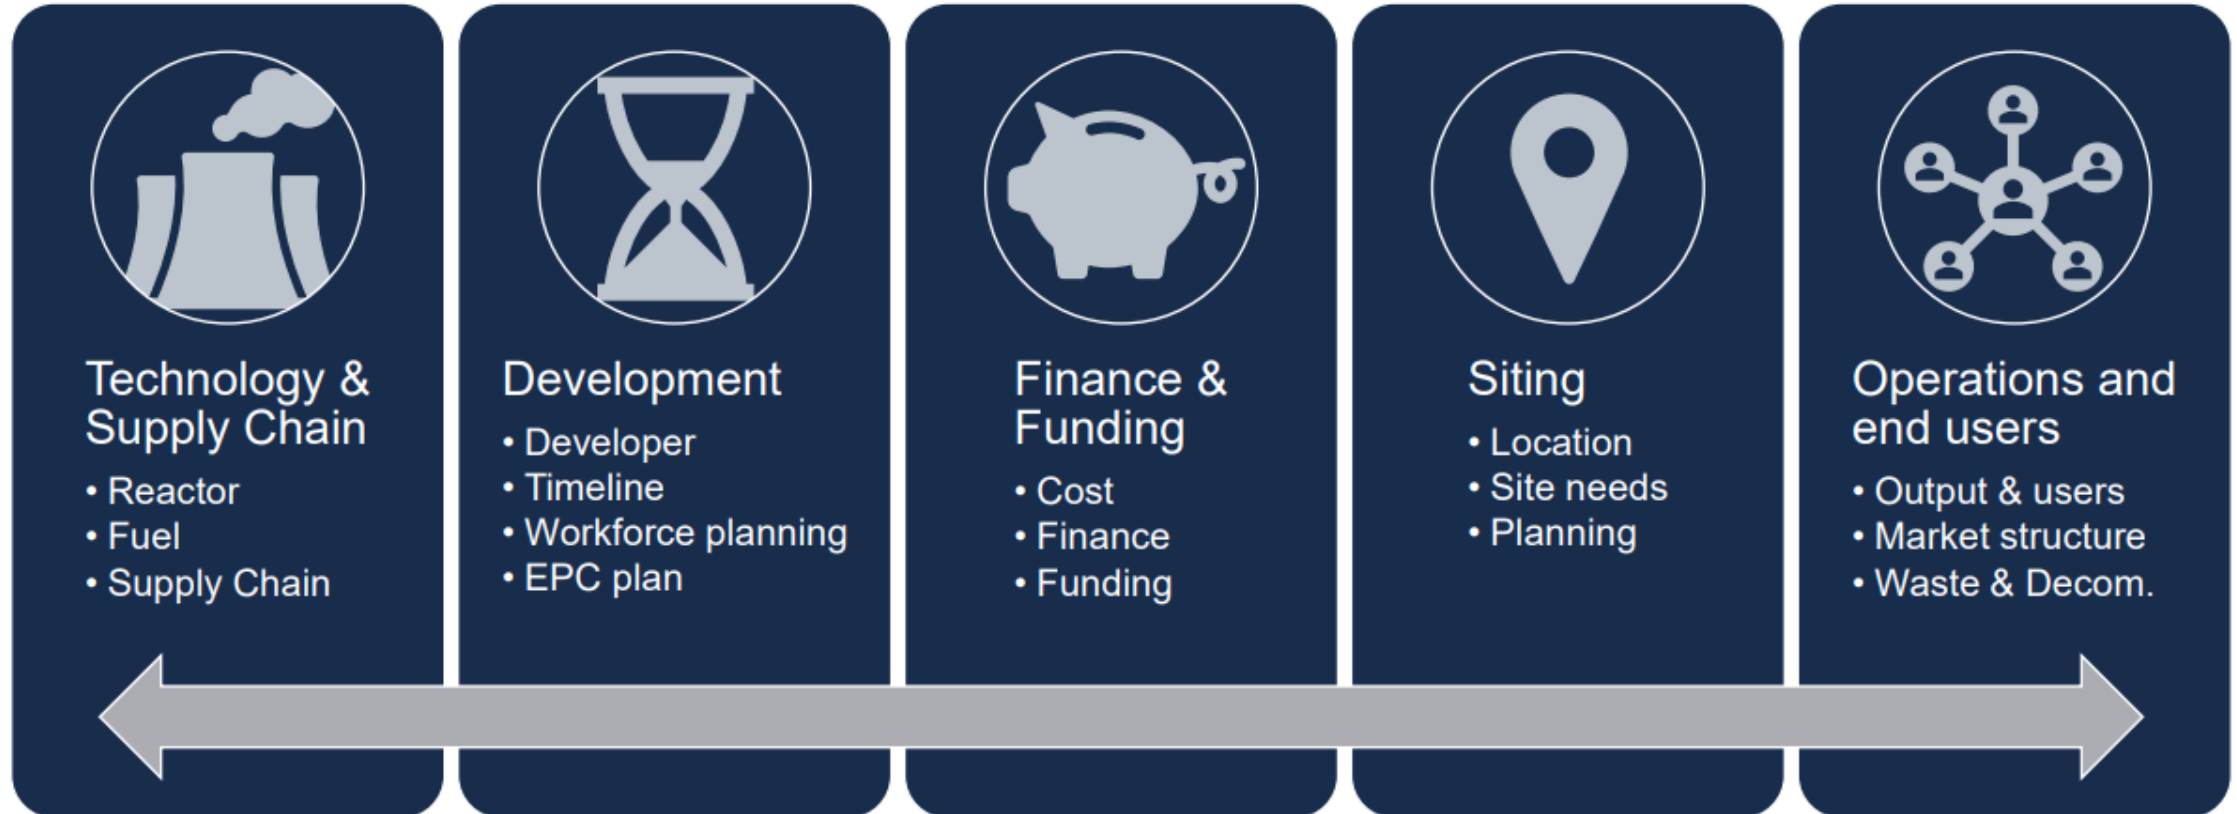 Technology &
Supply Chain
• Reactor
• Fuel
• Supply Chain
Development
• Developer
• Timeline
• Workforce planning
• EPC plan
Finance &
Funding
• Cost
• Finance
• Funding
Siting
• Location
• Site needs
• Planning
Operations and
end users
• Output & users
• Market structure
• Waste & Decom.